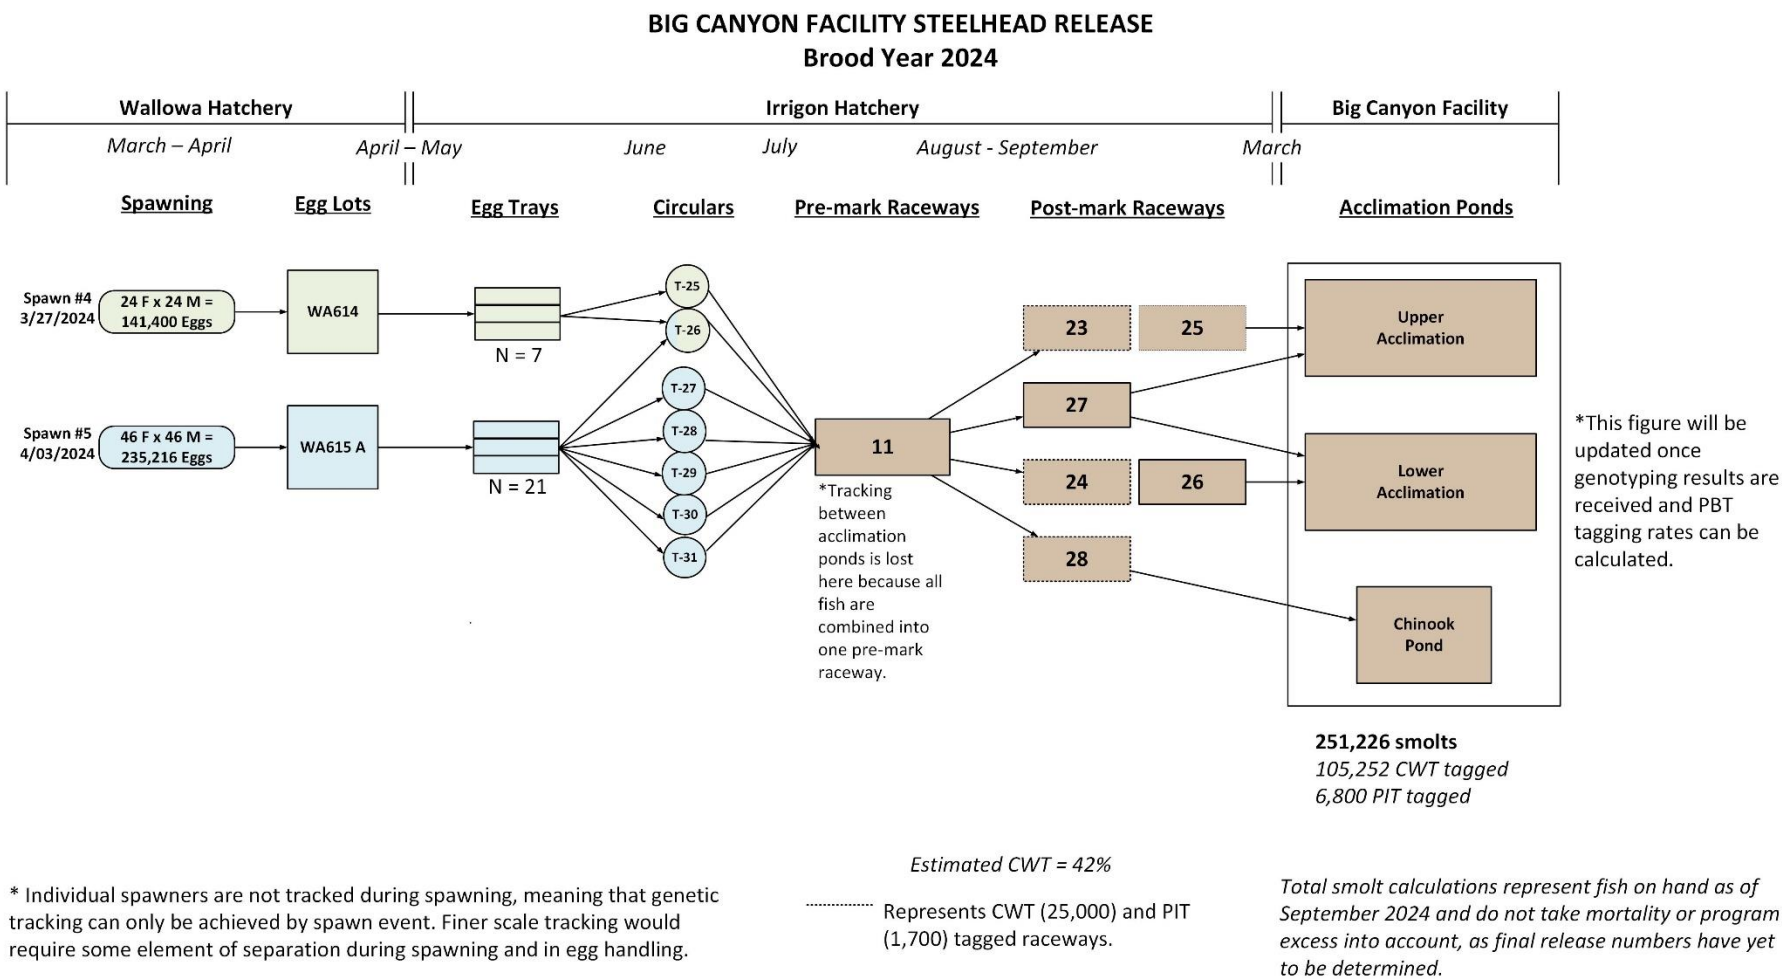 BIG CANYON FACILITY STEELHEAD RELEASE
Brood Year 2024
Wallowa Hatchery
Irrigon Hatchery
Big Canyon Facility
March – April
April – May
June
July
August - September
March
Spawning
Egg Lots
Egg Trays
Circulars
Pre-mark Raceways
Post-mark Raceways
Acclimation Ponds
Spawn #4
3/27/2024
24 F x 24 M =
141,400 Eggs
WA614
N = 7
Spawn #5
4/03/2024
46 F x 46 M =
235,216 Eggs
WA615 A
N = 21
T-25
T-26
T-27
T-28
T-29
T-30
T-31
11
*Tracking
between
acclimation
ponds is lost
here because all
fish are
combined into
one pre-mark
raceway.
23
25
27
24
26
28
Upper
Acclimation
Lower
Acclimation
Chinook
Pond
*This figure will be
updated once
genotyping results are
received and PBT
tagging rates can be
calculated.
251,226 smolts
105,252 CWT tagged
6,800 PIT tagged
* Individual spawners are not tracked during spawning, meaning that genetic
tracking can only be achieved by spawn event. Finer scale tracking would
require some element of separation during spawning and in egg handling.
Estimated CWT = 42%
Represents CWT (25,000) and PIT
(1,700) tagged raceways.
Total smolt calculations represent fish on hand as of
September 2024 and do not take mortality or program
excess into account, as final release numbers have yet
to be determined.